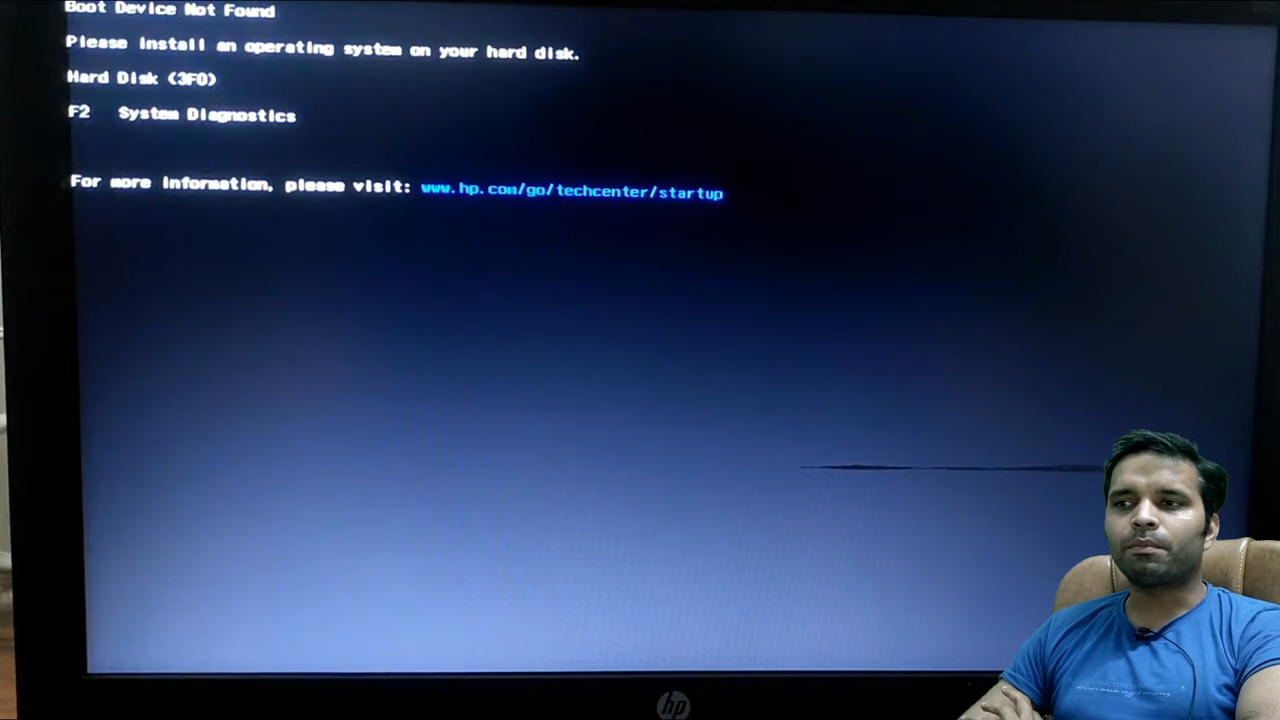 Boot Device Not Found
Please install an operating system on your hard disk.
Hard Disk (3F0)
F2 System Diagnostics
For more information, please visit: www.hp.com/go/techcenter/startup
hp